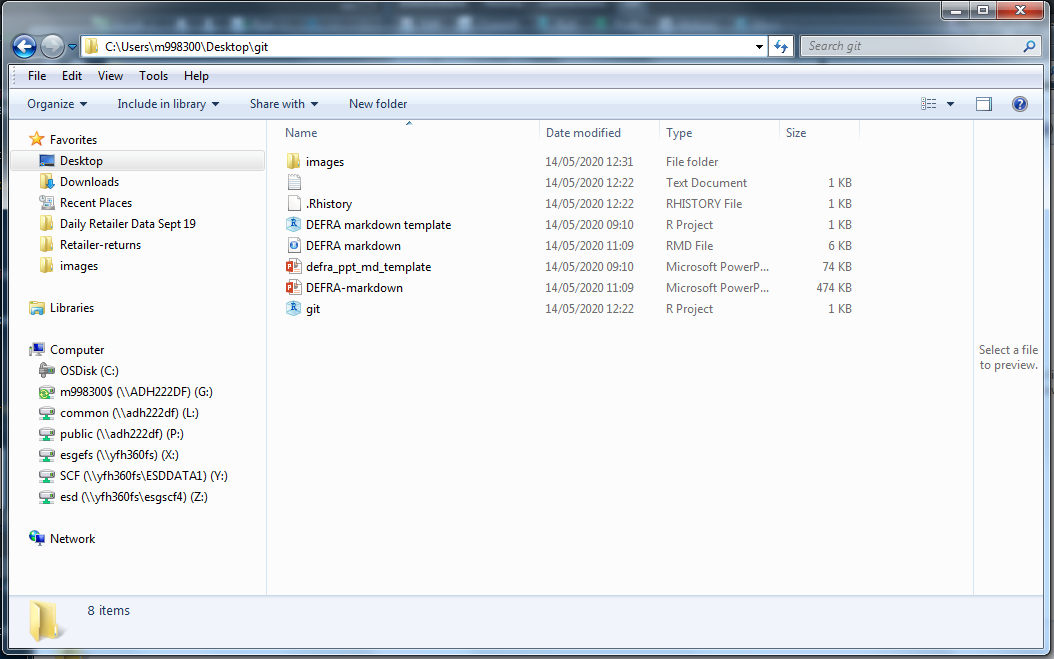 C:\Users\m998300\Desktop\git
Search git
File Edit View Tools Help
Organize Include in library Share with New folder
Favorites
Desktop
Downloads
Recent Places
Daily Retailer Data Sept 19
Retailer-returns
images
Libraries
Computer
OSDisk (C:)
m998300$ (\\ADH222DF) (G:)
common (\\adh222df) (L:)
public (\\adh222df) (P:)
esgefs (\\yfh360fs) (X:)
SCF (\\yfh360fs\ESDDATA1) (Y:)
esd (\\yfh360fs\esgscf4) (Z:)
Network
Name Date modified Type Size
images 14/05/2020 12:31 File folder
14/05/2020 12:22 Text Document 1 KB
.Rhistory 14/05/2020 12:22 RHISTORY File 1 KB
DEFRA markdown template 14/05/2020 09:10 R Project 1 KB
DEFRA markdown 14/05/2020 11:09 RMD File 6 KB
defra_ppt_md_template 14/05/2020 09:10 Microsoft PowerP... 74 KB
DEFRA-markdown 14/05/2020 11:09 Microsoft PowerP... 474 KB
git 14/05/2020 12:22 R Project 1 KB
Select a file
to preview.
8 items